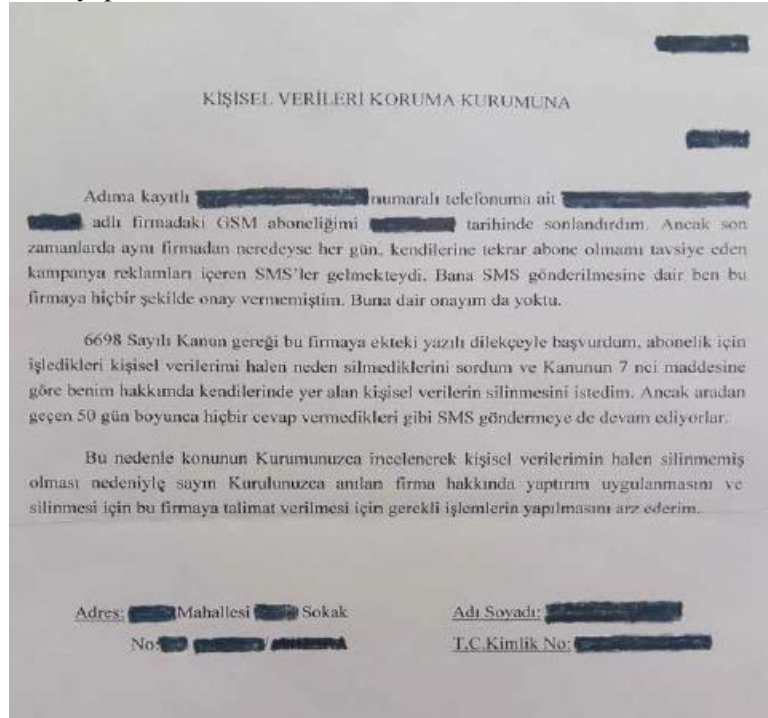 KİŞİSEL VERİLERİ KORUMA KURUMUNA
Adıma kayıtlı numaralı telefonuma ait
adlı firmadaki GSM aboneliğimi tarihinde sonlandırdım. Ancak son
zamanlarda aynı firmadan neredeyse her gün, kendilerine tekrar abone olmamı tavsiye eden
kampanya reklamları içeren SMS'ler gelmekteydi. Bana SMS gönderilmesine dair ben bu
firmaya hiçbir şekilde onay vermemiştim. Buna dair onayım da yoktu.
6698 Sayılı Kanun gereği bu firmaya ekteki yazılı dilekçeyle başvurdum, abonelik için
işledikleri kişisel verilerimi halen neden silmediklerini sordum ve Kanunun 7 nci maddesine
göre benim hakkımda kendilerinde yer alan kişisel verilerin silinmesini istedim. Ancak aradan
geçen 50 gün boyunca hiçbir cevap vermedikleri gibi SMS göndermeye de devam ediyorlar.
Bu nedenle konunun Kurumunuzca incelenerek kişisel verilerimin halen silinmemiş
olması nedeniyle sayın Kurulunuzca anılan firma hakkında yaptırım uygulanmasını ve
silinmesi için bu firmaya talimat verilmesi için gerekli işlemlerin yapılmasını arz ederim.
Adres: Mahallesi Sokak
No: /
Adı Soyadı:
T.C.Kimlik No: